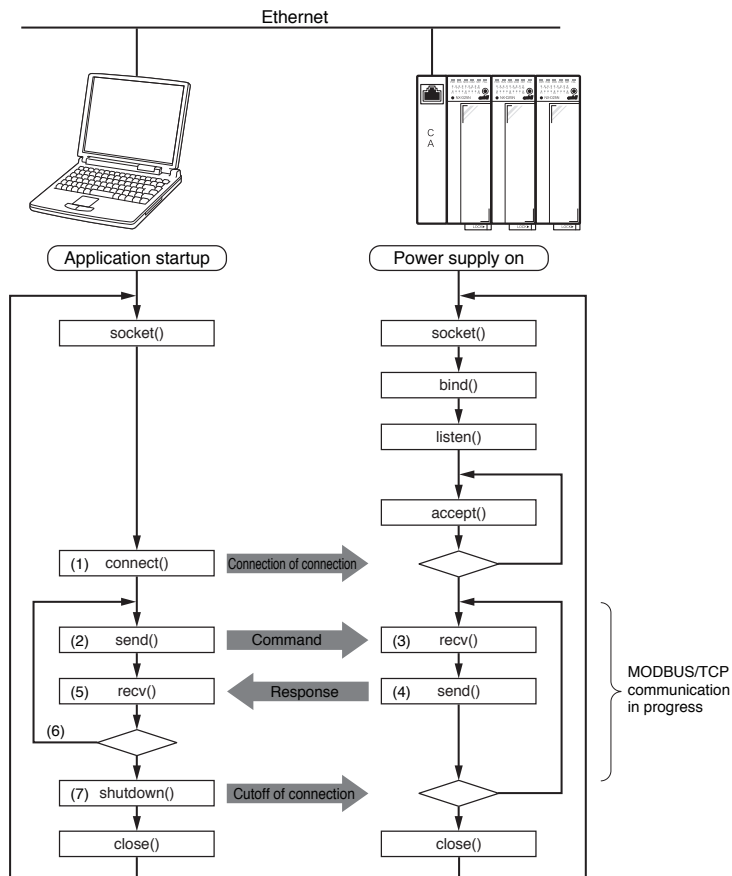 Ethernet
C
A
Application startup
Power supply on
socket()
socket()
bind()
listen()
accept()
(1) connect()
Connection of connection
(2) send()
Command
(3) recv()
(5) recv()
Response
(4) send()
MODBUS/TCP
communication
in progress
(6)
(7) shutdown()
Cutoff of connection
close()
close()